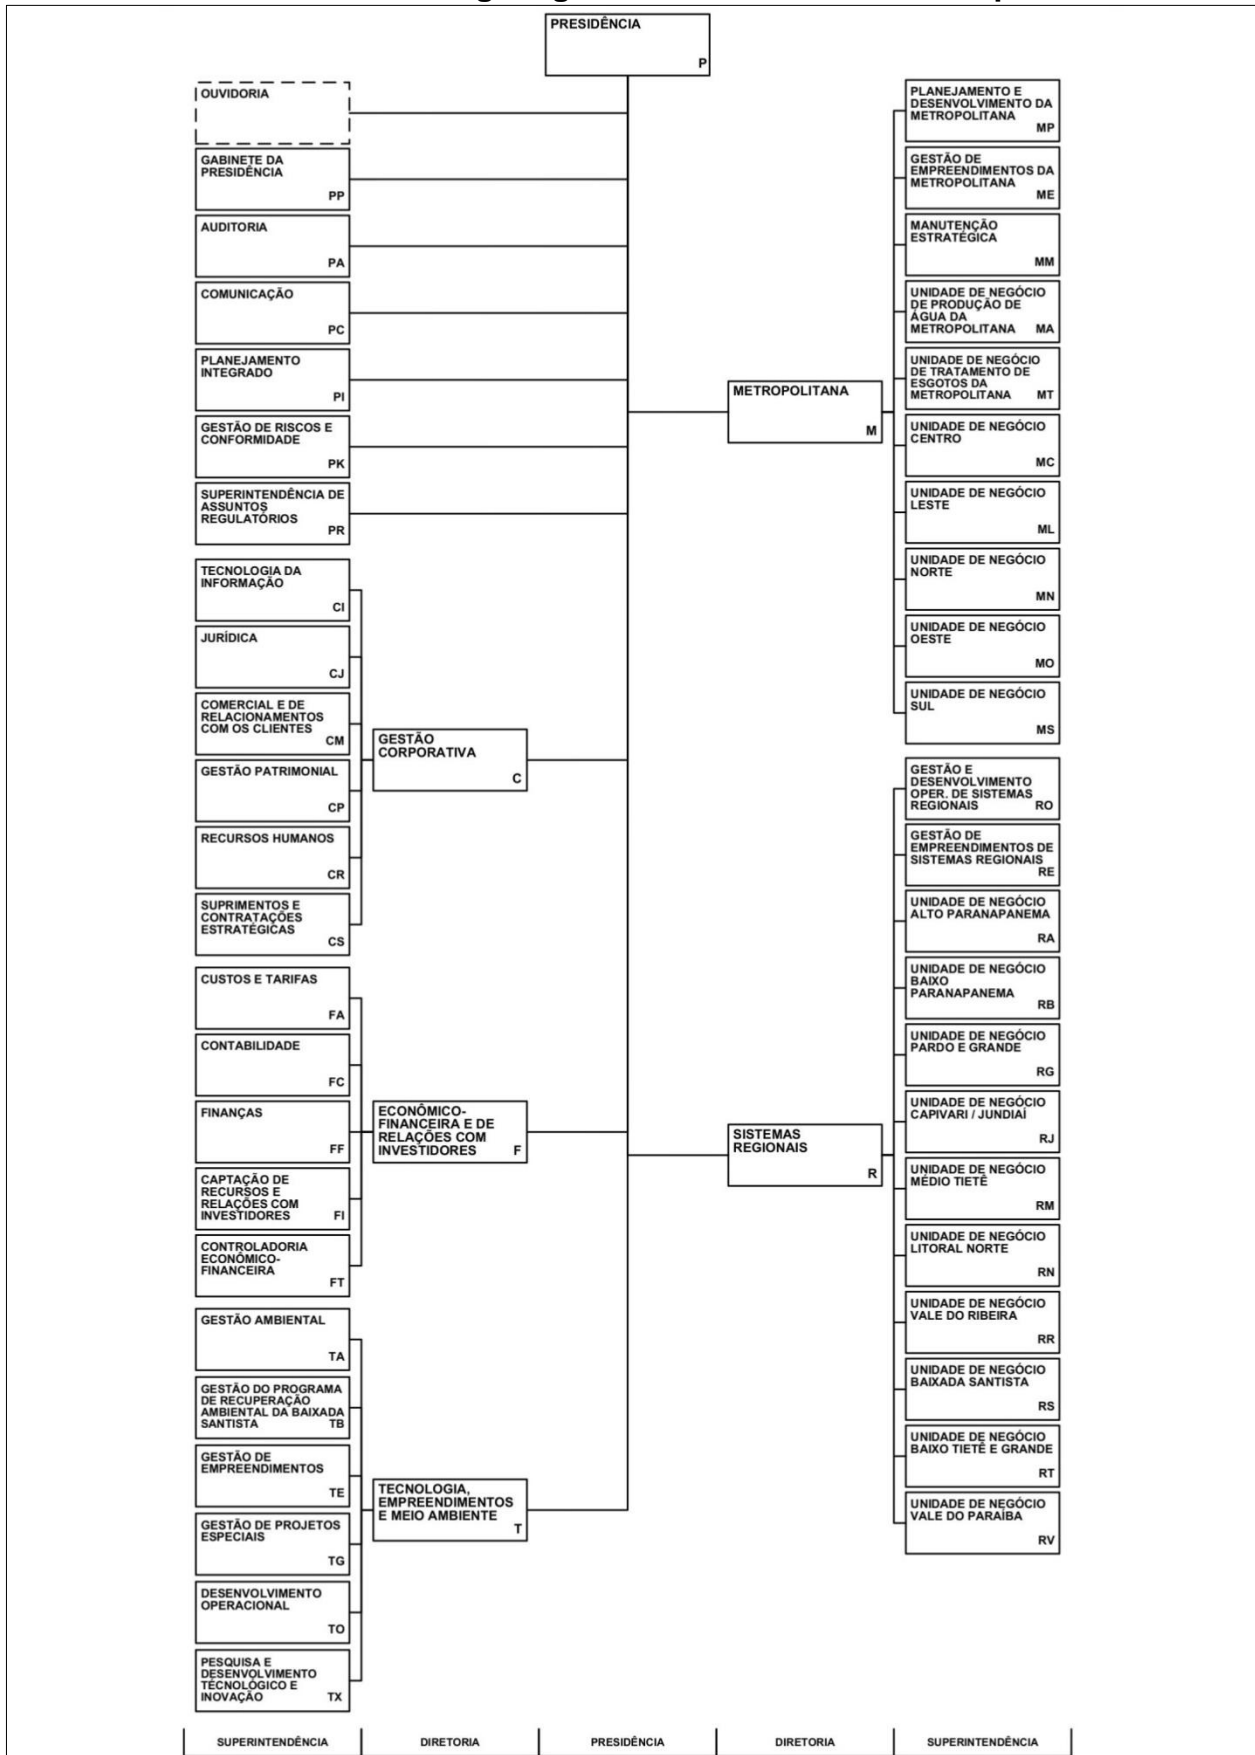 PRESIDÊNCIA
P
OUVIDORIA
GABINETE DA
PRESIDÊNCIA
PP
AUDITORIA
PA
COMUNICAÇÃO
PC
PLANEJAMENTO
INTEGRADO
PI
GESTÃO DE RISCOS E
CONFORMIDADE
PK
SUPERINTENDÊNCIA DE
ASSUNTOS
REGULATÓRIOS
PR
TECNOLOGIA DA
INFORMAÇÃO
CI
JURÍDICA
CJ
COMERCIAL E DE
RELACIONAMENTOS
COM OS CLIENTES
CM
GESTÃO PATRIMONIAL
CP
RECURSOS HUMANOS
CR
SUPRIMENTOS E
CONTRATAÇÕES
ESTRATÉGICAS
CS
GESTÃO
CORPORATIVA
C
CUSTOS E TARIFAS
FA
CONTABILIDADE
FC
FINANÇAS
FF
CAPTAÇÃO DE
RECURSOS E
RELAÇÕES COM
INVESTIDORES FI
CONTROLADORIA
ECONÔMICO-
FINANCEIRA
FT
ECONÔMICO-
FINANCEIRA E DE
RELAÇÕES COM
INVESTIDORES F
GESTÃO AMBIENTAL
TA
GESTÃO DO PROGRAMA
DE RECUPERAÇÃO
AMBIENTAL DA BAIXADA
SANTISTA TB
GESTÃO DE
EMPREENDIMENTOS
TE
GESTÃO DE PROJETOS
ESPECIAIS
TG
DESENVOLVIMENTO
OPERACIONAL
TO
PESQUISA E
DESENVOLVIMENTO
TÉCNOLÓGICO E
INOVAÇÃO TX
TECNOLOGIA,
EMPREENDIMENTOS
E MEIO AMBIENTE
T
METROPOLITANA
M
PLANEJAMENTO E
DESENVOLVIMENTO DA
METROPOLITANA
MP
GESTÃO DE
EMPREENDIMENTOS DA
METROPOLITANA
ME
MANUTENÇÃO
ESTRATÉGICA
MM
UNIDADE DE NEGÓCIO
DE PRODUÇÃO DE
ÁGUA DA
METROPOLITANA MA
UNIDADE DE NEGÓCIO
DE TRATAMENTO DE
ESGOTOS DA
METROPOLITANA MT
UNIDADE DE NEGÓCIO
CENTRO
MC
UNIDADE DE NEGÓCIO
LESTE
ML
UNIDADE DE NEGÓCIO
NORTE
MN
UNIDADE DE NEGÓCIO
OESTE
MO
UNIDADE DE NEGÓCIO
SUL
MS
SISTEMAS
REGIONAIS
R
GESTÃO E
DESENVOLVIMENTO
OPER. DE SISTEMAS
REGIONAIS RO
GESTÃO DE
EMPREENDIMENTOS DE
SISTEMAS REGIONAIS
RE
UNIDADE DE NEGÓCIO
ALTO PARANAPANEMA
RA
UNIDADE DE NEGÓCIO
BAIXO
PARANAPANEMA
RB
UNIDADE DE NEGÓCIO
PARDO E GRANDE
RG
UNIDADE DE NEGÓCIO
CAPIVARI / JUNDIAÍ
RJ
UNIDADE DE NEGÓCIO
MÉDIO TIETÊ
RM
UNIDADE DE NEGÓCIO
LITORAL NORTE
RN
UNIDADE DE NEGÓCIO
VALE DO RIBEIRA
RR
UNIDADE DE NEGÓCIO
BAIXADA SANTISTA
RS
UNIDADE DE NEGÓCIO
BAIXO TIETÊ E GRANDE
RT
UNIDADE DE NEGÓCIO
VALE DO PARAÍBA
RV
SUPERINTENDÊNCIA DIRETORIA PRESIDÊNCIA DIRETORIA SUPERINTENDÊNCIA